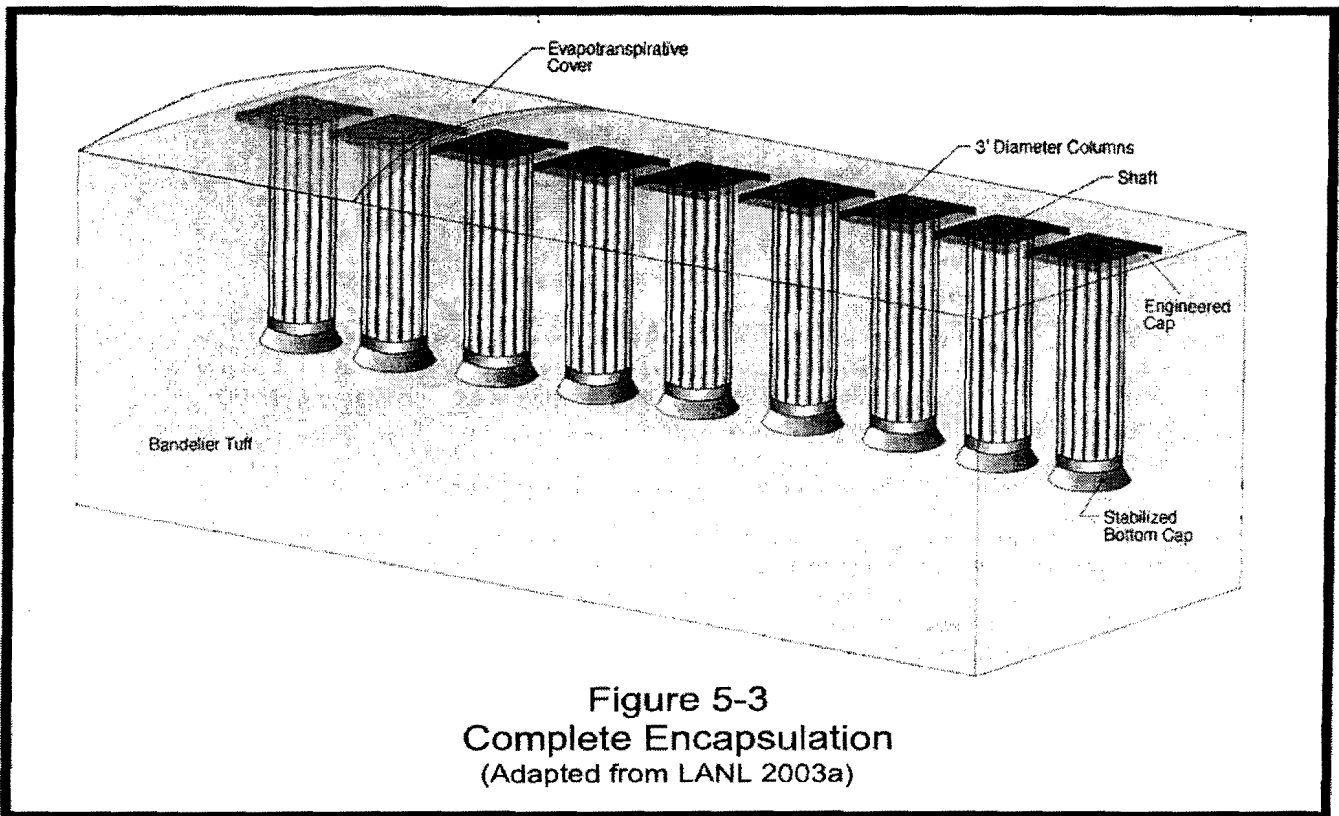 Evapotranspirative
Cover
3' Diameter Columns
Shaft
Engineered
Cap
Bandelier Tuff
Stabilized
Bottom Cap
Figure 5-3
Complete Encapsulation
(Adapted from LANL 2003a)